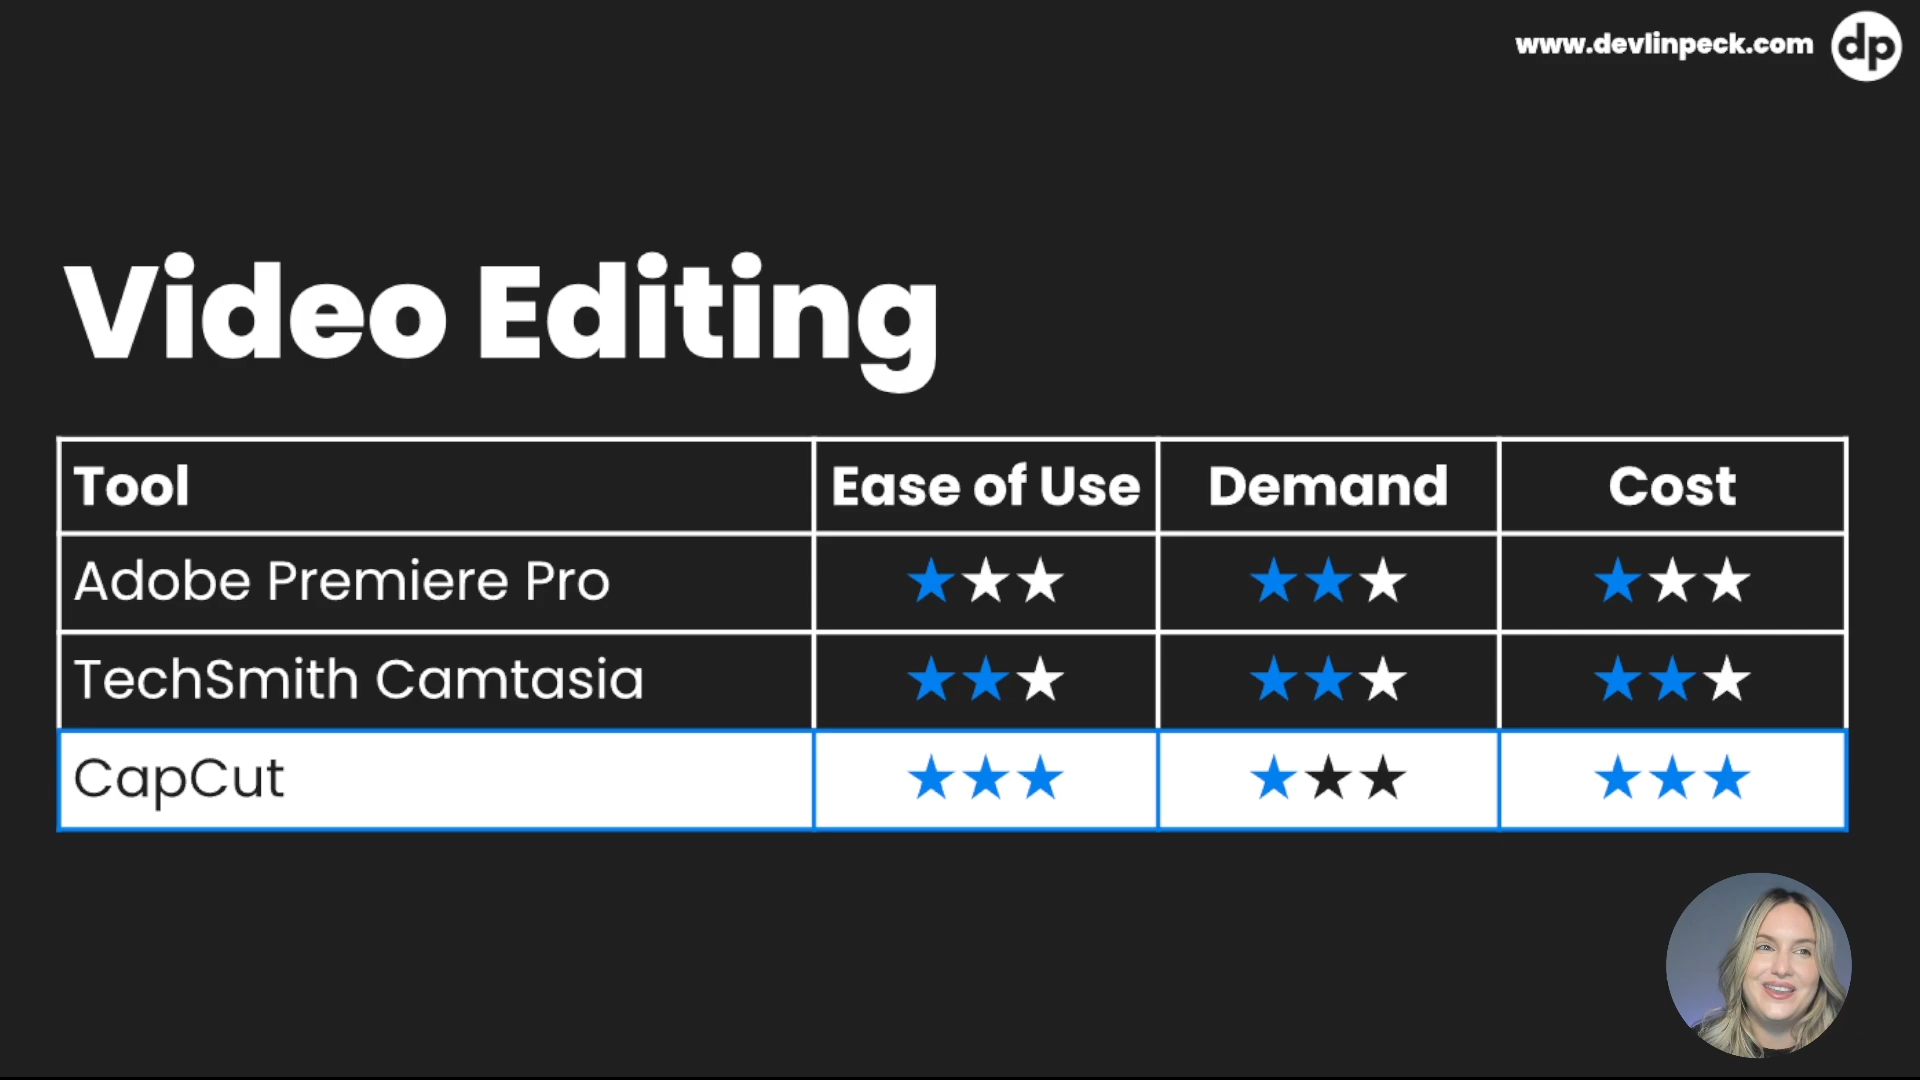 www.devlinpeck.com dp
Video Editing
Tool Ease of Use Demand Cost
Adobe Premiere Pro ★★★ ★★★ ★★★
TechSmith Camtasia ★★★ ★★★ ★★★
CapCut ★★★ ★★★ ★★★